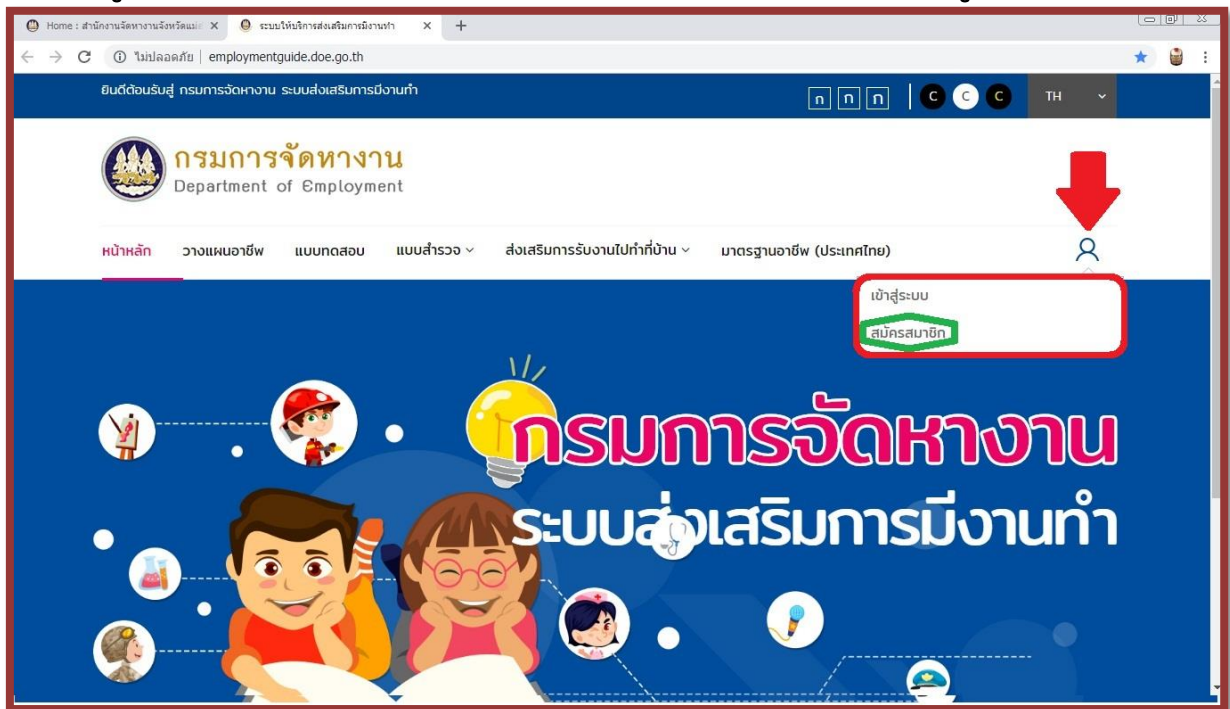 Home : สำนักงานจัดหางานจังหวัดแม่
ระบบให้บริการส่งเสริมการมีงานทำ
ไม่ปลอดภัย | employmentguide.doe.go.th
ยินดีต้อนรับสู่ กรมการจัดหางาน ระบบส่งเสริมการมีงานทำ
ก ก ก | C C C TH
กรมการจัดหางาน
Department of Employment
หน้าหลัก วางแผนอาชีพ แบบทดสอบ แบบสำรวจ ส่งเสริมการรับงานไปทำที่บ้าน มาตรฐานอาชีพ (ประเทศไทย)
เข้าสู่ระบบ
สมัครสมาชิก
กรมการจัดหางาน
ระบบส่งเสริมการมีงานทำ